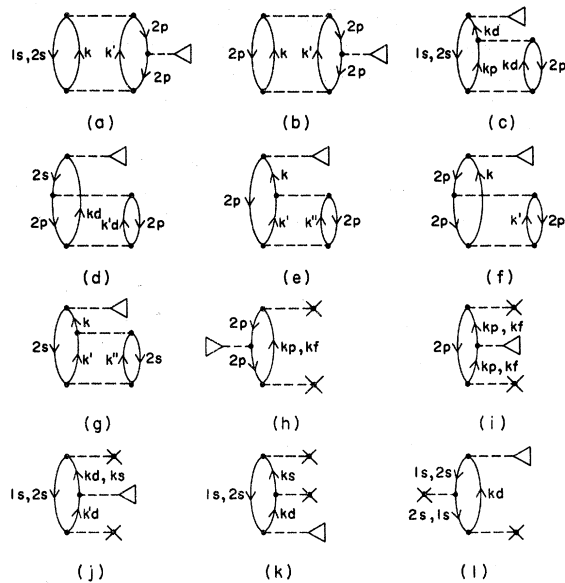 1s,2s k k' 2p 2p
2p k k' 2p 2p
1s,2s kd kp kd 2p
(a) (b) (c)
2s 2p kd k'd 2p
2p k k' k" 2p
2p 2p k k' 2p
(d) (e) (f)
2s k k' k" 2s
2p 2p kp,kf
2p kp,kf kp,kf
(g) (h) (i)
1s,2s kd,ks k'd
1s,2s ks kd
1s,2s 2s,1s kd
(j) (k) (l)